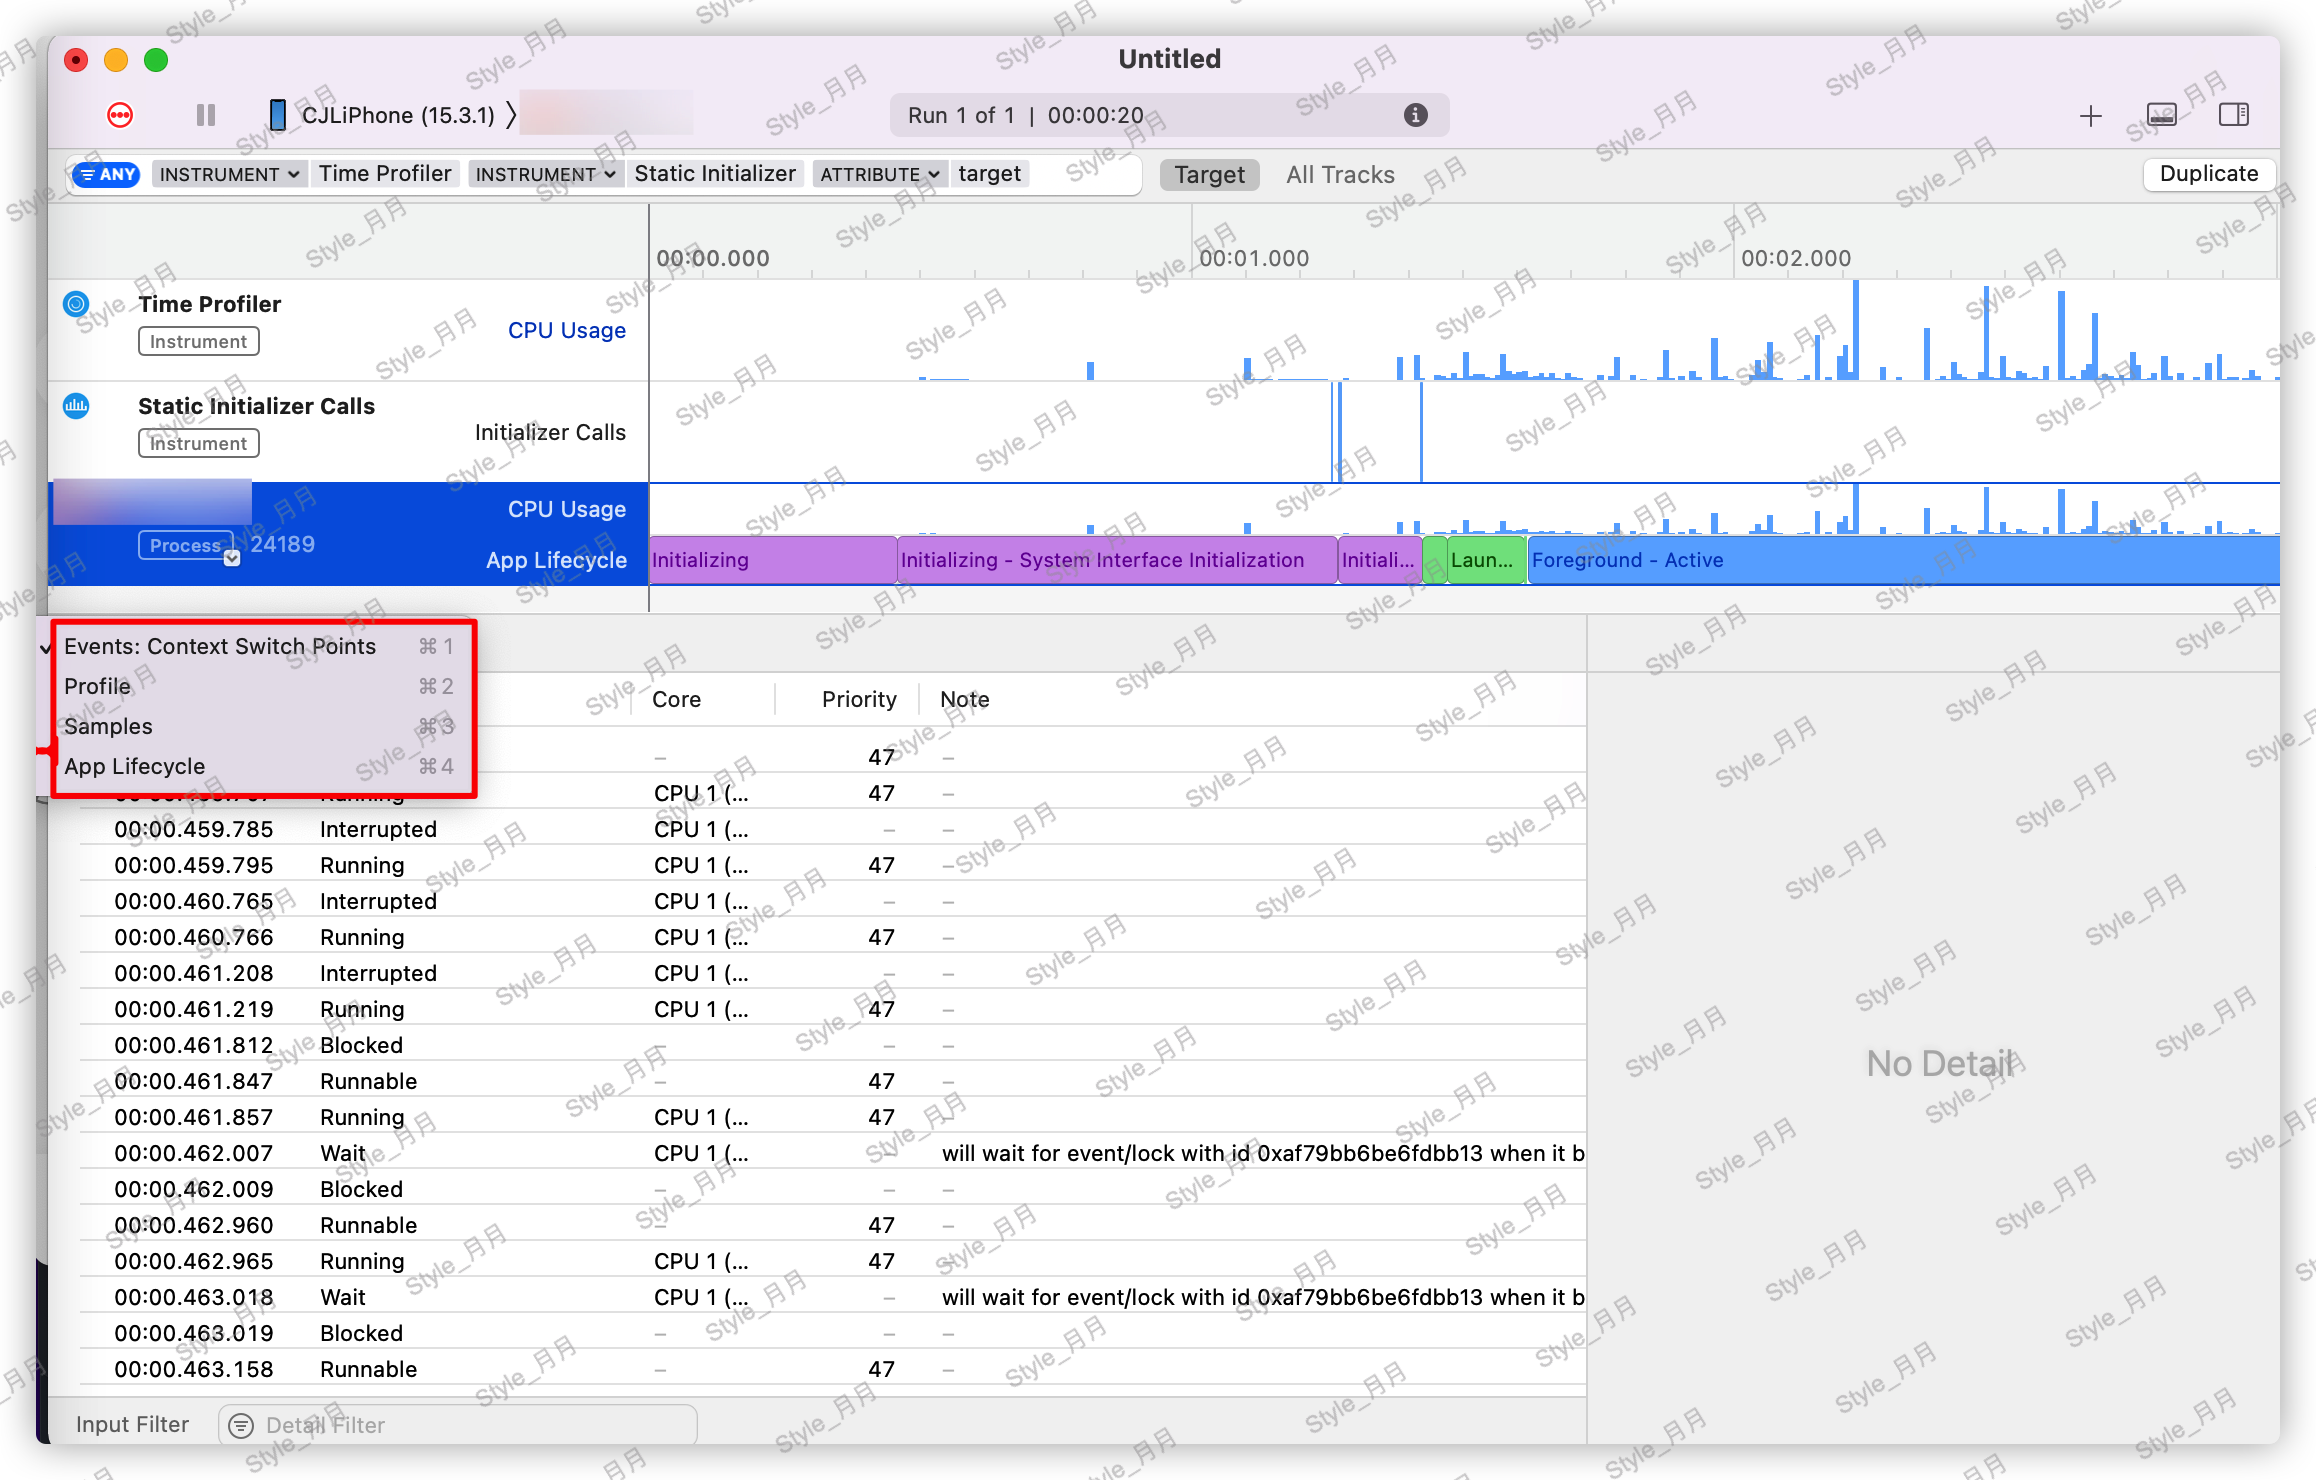 Untitled
CJLiPhone (15.3.1) 〉
Run 1 of 1 | 00:00:20
ANY INSTRUMENT Time Profiler INSTRUMENT Static Initializer ATTRIBUTE target Target All Tracks Duplicate
00:00.000 00:01.000 00:02.000
Time Profiler
Instrument
CPU Usage
Static Initializer Calls
Instrument
Initializer Calls
CPU Usage
Process 24189
App Lifecycle
Initializing Initializing - System Interface Initialization Initiali... Laun... Foreground - Active
Events: Context Switch Points ⌘1
Profile ⌘2
Samples ⌘3
App Lifecycle ⌘4
Core Priority Note
– 47 –
Running CPU 1 (... 47 –
00:00.459.785 Interrupted CPU 1 (... – –
00:00.459.795 Running CPU 1 (... 47 –
00:00.460.765 Interrupted CPU 1 (... – –
00:00.460.766 Running CPU 1 (... 47 –
00:00.461.208 Interrupted CPU 1 (... – –
00:00.461.219 Running CPU 1 (... 47 –
00:00.461.812 Blocked – – –
00:00.461.847 Runnable – 47 –
00:00.461.857 Running CPU 1 (... 47 –
00:00.462.007 Wait CPU 1 (... – will wait for event/lock with id 0xaf79bb6be6fdbb13 when it b
00:00.462.009 Blocked – – –
00:00.462.960 Runnable – 47 –
00:00.462.965 Running CPU 1 (... 47 –
00:00.463.018 Wait CPU 1 (... – will wait for event/lock with id 0xaf79bb6be6fdbb13 when it b
00:00.463.019 Blocked – – –
00:00.463.158 Runnable – 47 –
No Detail
Input Filter Detail Filter
Style_月月